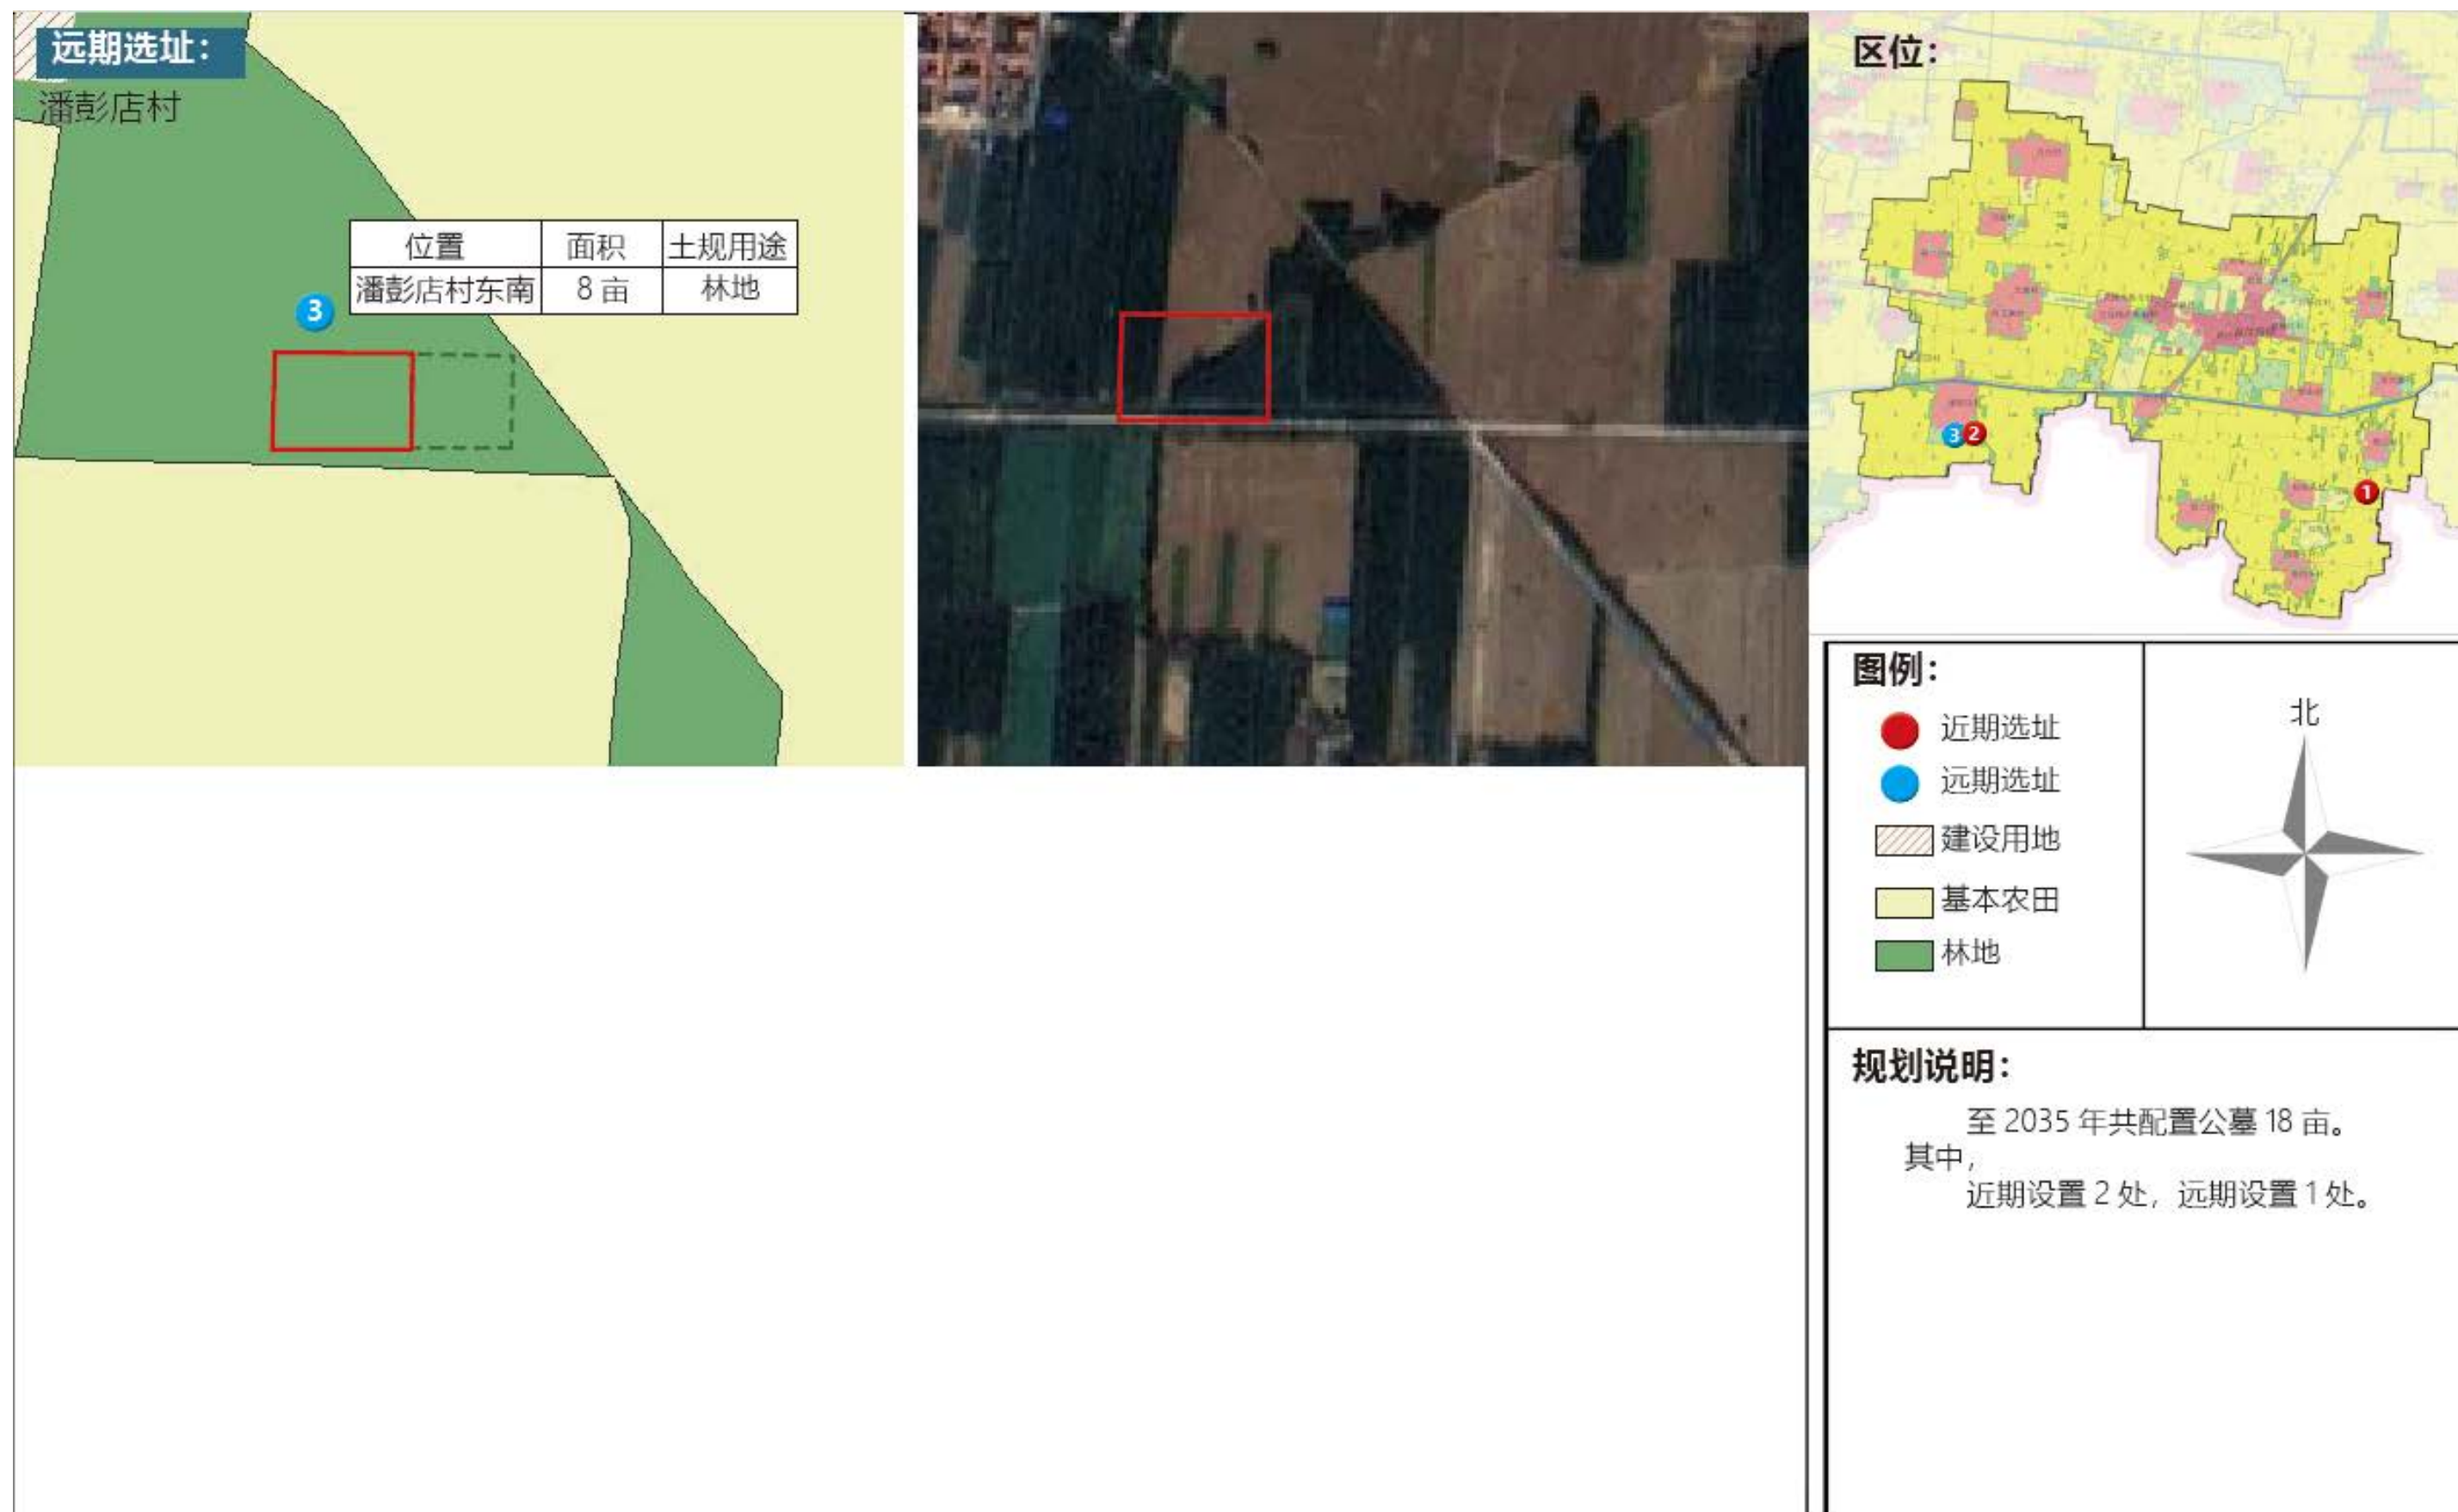 远期选址：
潘彭店村
位置 面积 土规用途
潘彭店村东南 8 亩 林地
3
区位：
3 2
1
图例：
近期选址
远期选址
建设用地
基本农田
林地
北
规划说明：
至 2035 年共配置公墓 18 亩。
其中，
近期设置 2 处，远期设置 1 处。